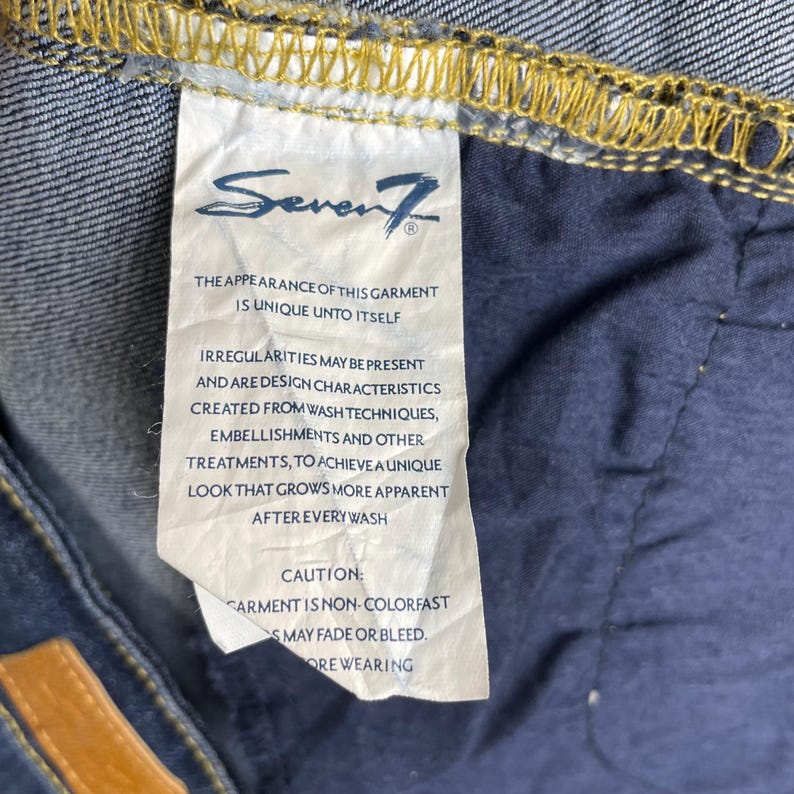 Seven7®
THE APPEARANCE OF THIS GARMENT
IS UNIQUE UNTO ITSELF
IRREGULARITIES MAY BE PRESENT
AND ARE DESIGN CHARACTERISTICS
CREATED FROM WASH TECHNIQUES,
EMBELLISHMENTS AND OTHER
TREATMENTS, TO ACHIEVE A UNIQUE
LOOK THAT GROWS MORE APPARENT
AFTER EVERY WASH
CAUTION:
GARMENT IS NON-COLORFAST
MAY FADE OR BLEED.
WEARING